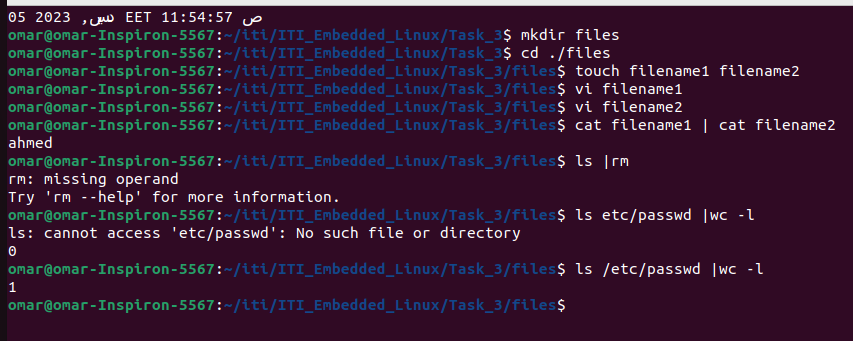 05 2023 ,ديس EET 11:54:57 ص
omar@omar-Inspiron-5567:~/iti/ITI_Embedded_Linux/Task_3$ mkdir files
omar@omar-Inspiron-5567:~/iti/ITI_Embedded_Linux/Task_3$ cd ./files
omar@omar-Inspiron-5567:~/iti/ITI_Embedded_Linux/Task_3/files$ touch filename1 filename2
omar@omar-Inspiron-5567:~/iti/ITI_Embedded_Linux/Task_3/files$ vi filename1
omar@omar-Inspiron-5567:~/iti/ITI_Embedded_Linux/Task_3/files$ vi filename2
omar@omar-Inspiron-5567:~/iti/ITI_Embedded_Linux/Task_3/files$ cat filename1 | cat filename2
ahmed
omar@omar-Inspiron-5567:~/iti/ITI_Embedded_Linux/Task_3/files$ ls |rm
rm: missing operand
Try 'rm --help' for more information.
omar@omar-Inspiron-5567:~/iti/ITI_Embedded_Linux/Task_3/files$ ls etc/passwd |wc -l
ls: cannot access 'etc/passwd': No such file or directory
0
omar@omar-Inspiron-5567:~/iti/ITI_Embedded_Linux/Task_3/files$ ls /etc/passwd |wc -l
1
omar@omar-Inspiron-5567:~/iti/ITI_Embedded_Linux/Task_3/files$